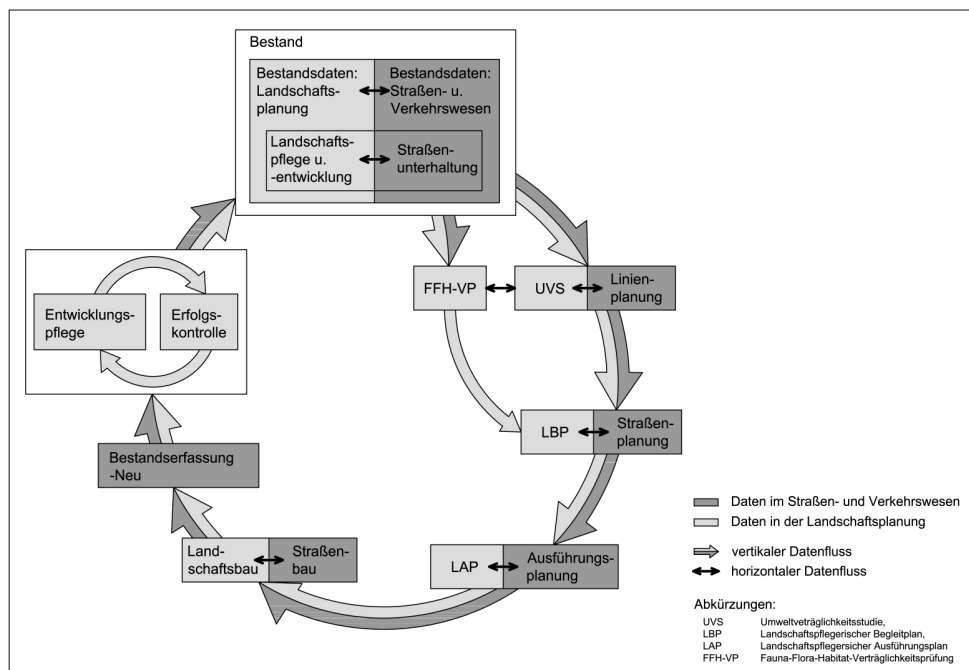 Bestand
Bestandsdaten:
Landschafts-
planung
Bestandsdaten:
Straßen- u.
Verkehrswesen
Landschafts-
pflege u.
-entwicklung
Straßen-
unterhaltung
FFH-VP
UVS
Linien-
planung
Entwicklungs-
pflege
Erfolgs-
kontrolle
LBP
Straßen-
planung
Bestandserfassung
-Neu
Land-
schaftsbau
Straßen-
bau
LAP
Ausführungs-
planung
Daten im Straßen- und Verkehrswesen
Daten in der Landschaftsplanung
vertikaler Datenfluss
horizontaler Datenfluss
Abkürzungen:
UVS Umweltverträglichkeitsstudie,
LBP Landschaftspflegerischer Begleitplan,
LAP Landschaftspflegersicher Ausführungsplan
FFH-VP Fauna-Flora-Habitat-Verträglichkeitsprüfung